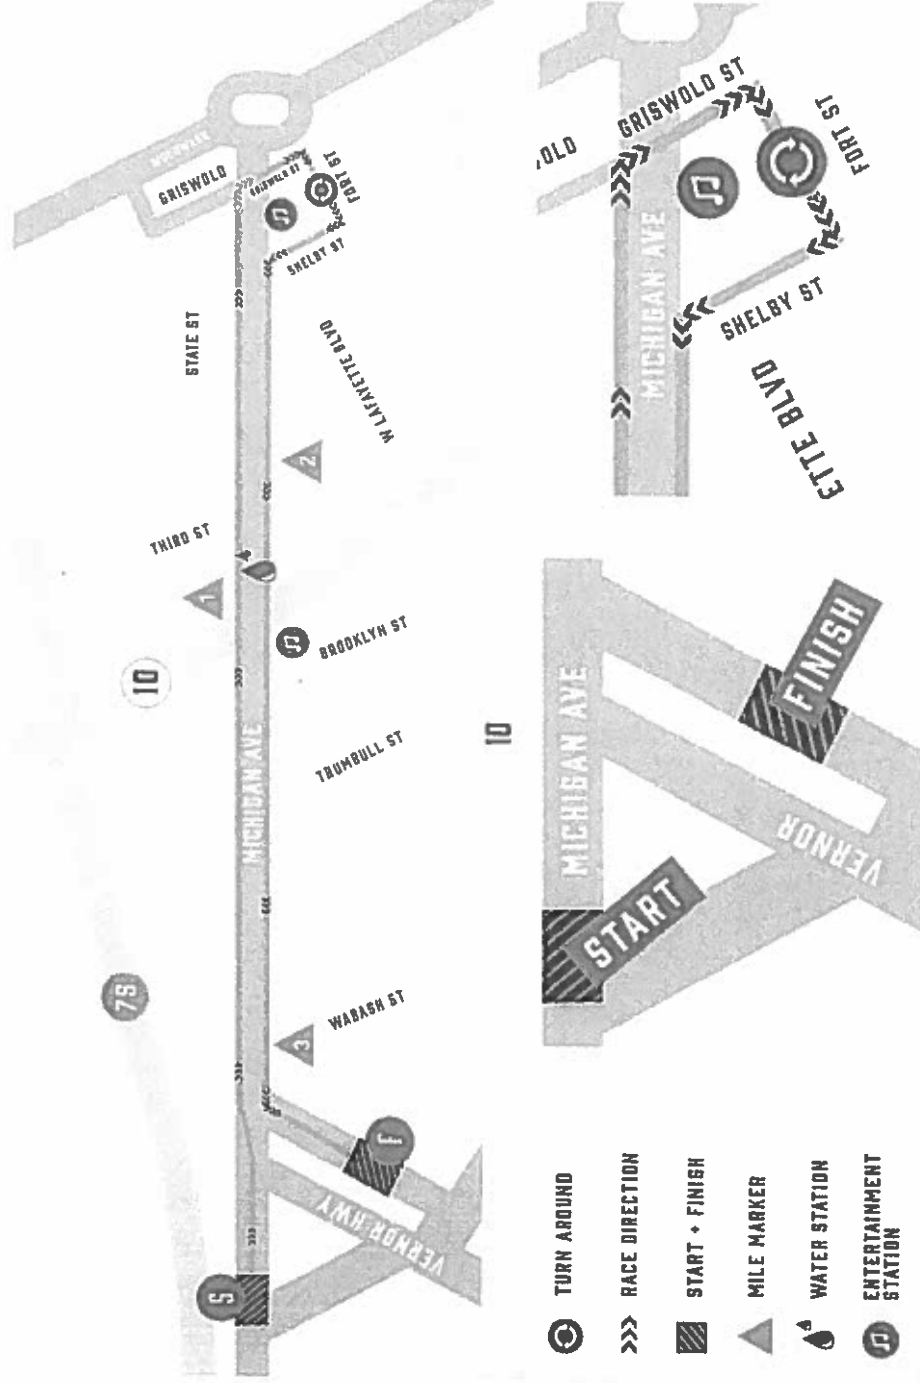 WOODWARD
GRISWOLD
GRISWOLD ST
FORT ST
SHELBY ST
STATE ST
W LAFAYETTE BLVD
2
THIRD ST
1
BROOKLYN ST
10
TRUMBULL ST
MICHIGAN AVE
75
WABASH ST
3
10
VERNOR HWY
F
S
OLD
GRISWOLD ST
FORT ST
MICHIGAN AVE
SHELBY ST
ETTE BLVD
MICHIGAN AVE
START
FINISH
VERNOR
TURN AROUND
RACE DIRECTION
START + FINISH
MILE MARKER
WATER STATION
ENTERTAINMENT
STATION